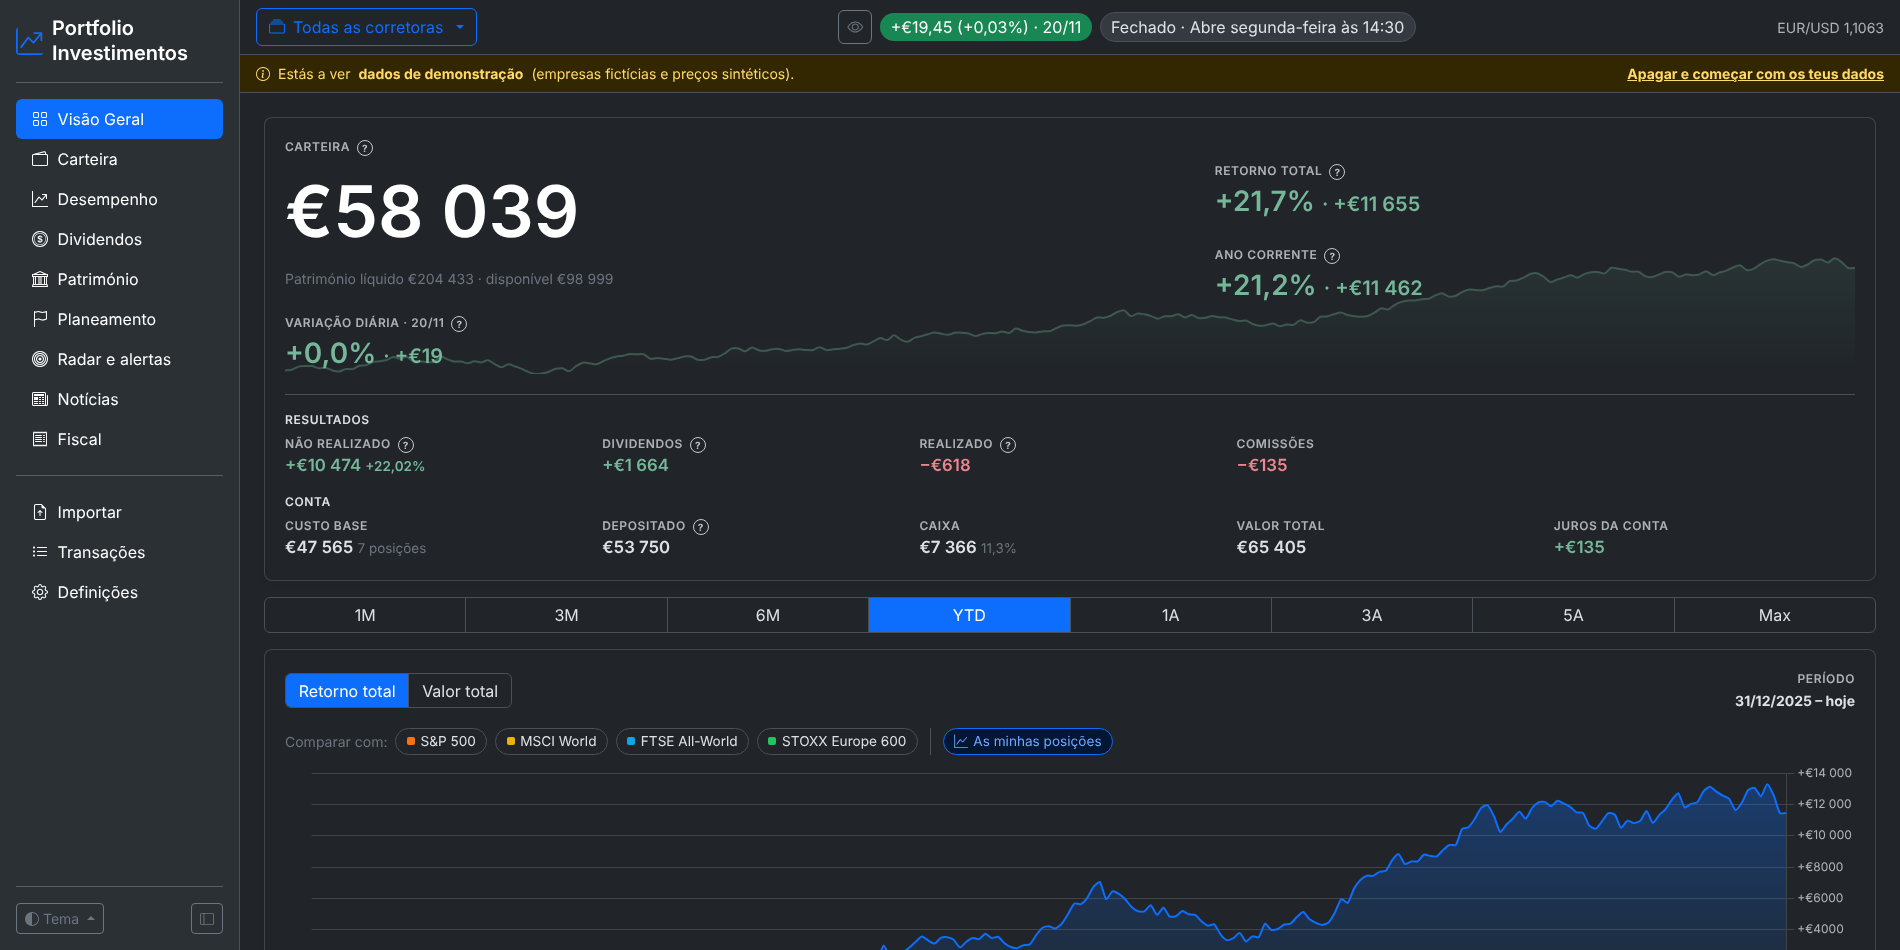 Portfolio
Investimentos
Visão Geral
Carteira
Desempenho
Dividendos
Património
Planeamento
Radar e alertas
Notícias
Fiscal
Importar
Transações
Definições
Tema
Todas as corretoras
+€19,45 (+0,03%) · 20/11
Fechado · Abre segunda-feira às 14:30
EUR/USD 1,1063
Estás a ver dados de demonstração (empresas fictícias e preços sintéticos).
Apagar e começar com os teus dados
CARTEIRA ?
€58 039
Património líquido €204 433 · disponível €98 999
VARIAÇÃO DIÁRIA · 20/11 ?
+0,0% · +€19
RETORNO TOTAL ?
+21,7% · +€11 655
ANO CORRENTE ?
+21,2% · +€11 462
RESULTADOS
NÃO REALIZADO ?
+€10 474 +22,02%
DIVIDENDOS ?
+€1 664
REALIZADO ?
−€618
COMISSÕES
−€135
CONTA
CUSTO BASE
€47 565 7 posições
DEPOSITADO ?
€53 750
CAIXA
€7 366 11,3%
VALOR TOTAL
€65 405
JUROS DA CONTA
+€135
1M 3M 6M YTD 1A 3A 5A Max
Retorno total Valor total
PERÍODO
31/12/2025 – hoje
Comparar com: S&P 500 MSCI World FTSE All-World STOXX Europe 600 As minhas posições
+€14 000
+€12 000
+€10 000
+€8000
+€6000
+€4000